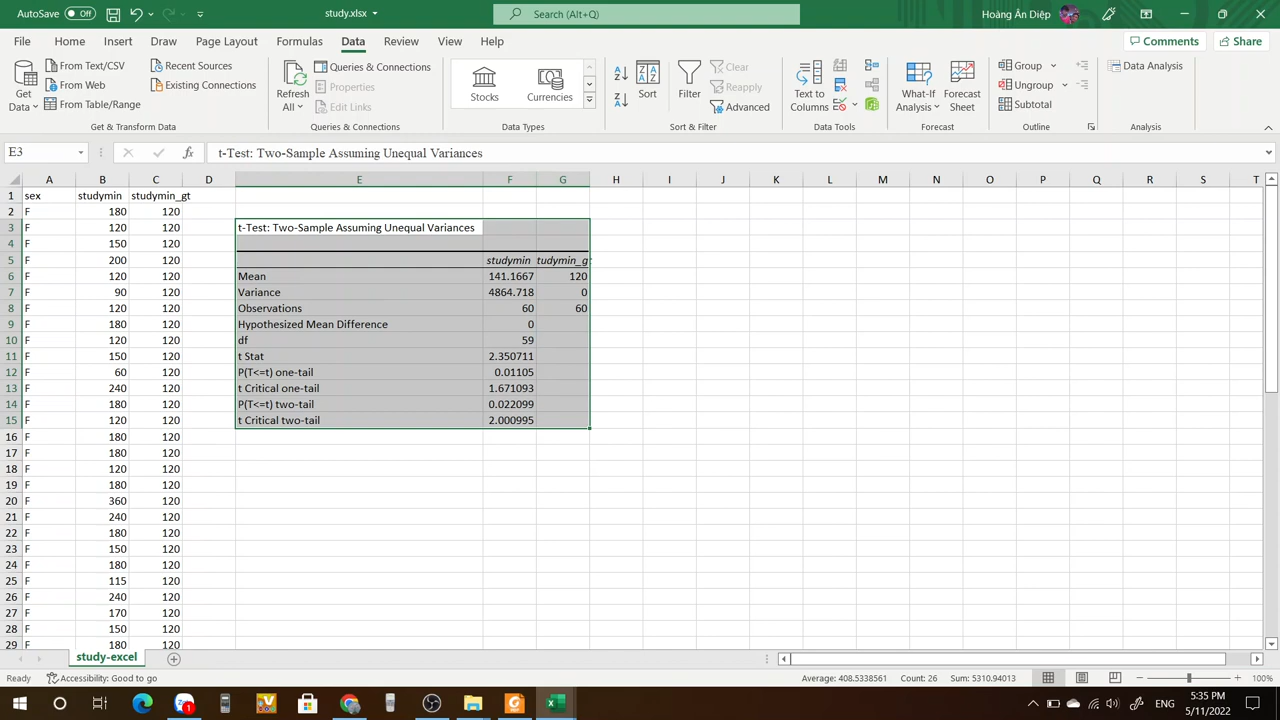 AutoSave Off study.xlsx Search (Alt+Q) Hoàng Ân Diệp
File Home Insert Draw Page Layout Formulas Data Review View Help Comments Share
Get Data From Text/CSV From Web From Table/Range Recent Sources Existing Connections
Get & Transform Data
Refresh All Queries & Connections Properties Edit Links
Queries & Connections
Stocks Currencies
Data Types
Sort Filter Clear Reapply Advanced
Sort & Filter
Text to Columns
Data Tools
What-If Analysis Forecast Sheet
Forecast
Group Ungroup Subtotal
Outline
Data Analysis
Analysis
E3 fx t-Test: Two-Sample Assuming Unequal Variances
A B C D E F G H I J K L M N O P Q R S T
1 sex studymin studymin_gt
2 F 180 120
3 F 120 120 t-Test: Two-Sample Assuming Unequal Variances
4 F 150 120
5 F 200 120 studymin tudymin_g
6 F 120 120 Mean 141.1667 120
7 F 90 120 Variance 4864.718 0
8 F 120 120 Observations 60 60
9 F 180 120 Hypothesized Mean Difference 0
10 F 120 120 df 59
11 F 150 120 t Stat 2.350711
12 F 60 120 P(T<=t) one-tail 0.01105
13 F 240 120 t Critical one-tail 1.671093
14 F 180 120 P(T<=t) two-tail 0.022099
15 F 120 120 t Critical two-tail 2.000995
16 F 180 120
17 F 180 120
18 F 120 120
19 F 180 120
20 F 360 120
21 F 240 120
22 F 180 120
23 F 150 120
24 F 180 120
25 F 115 120
26 F 240 120
27 F 170 120
28 F 150 120
29 F 180 120
study-excel
Ready Accessibility: Good to go Average: 408.5338561 Count: 26 Sum: 5310.94013 100%
ENG 5:35 PM
5/11/2022